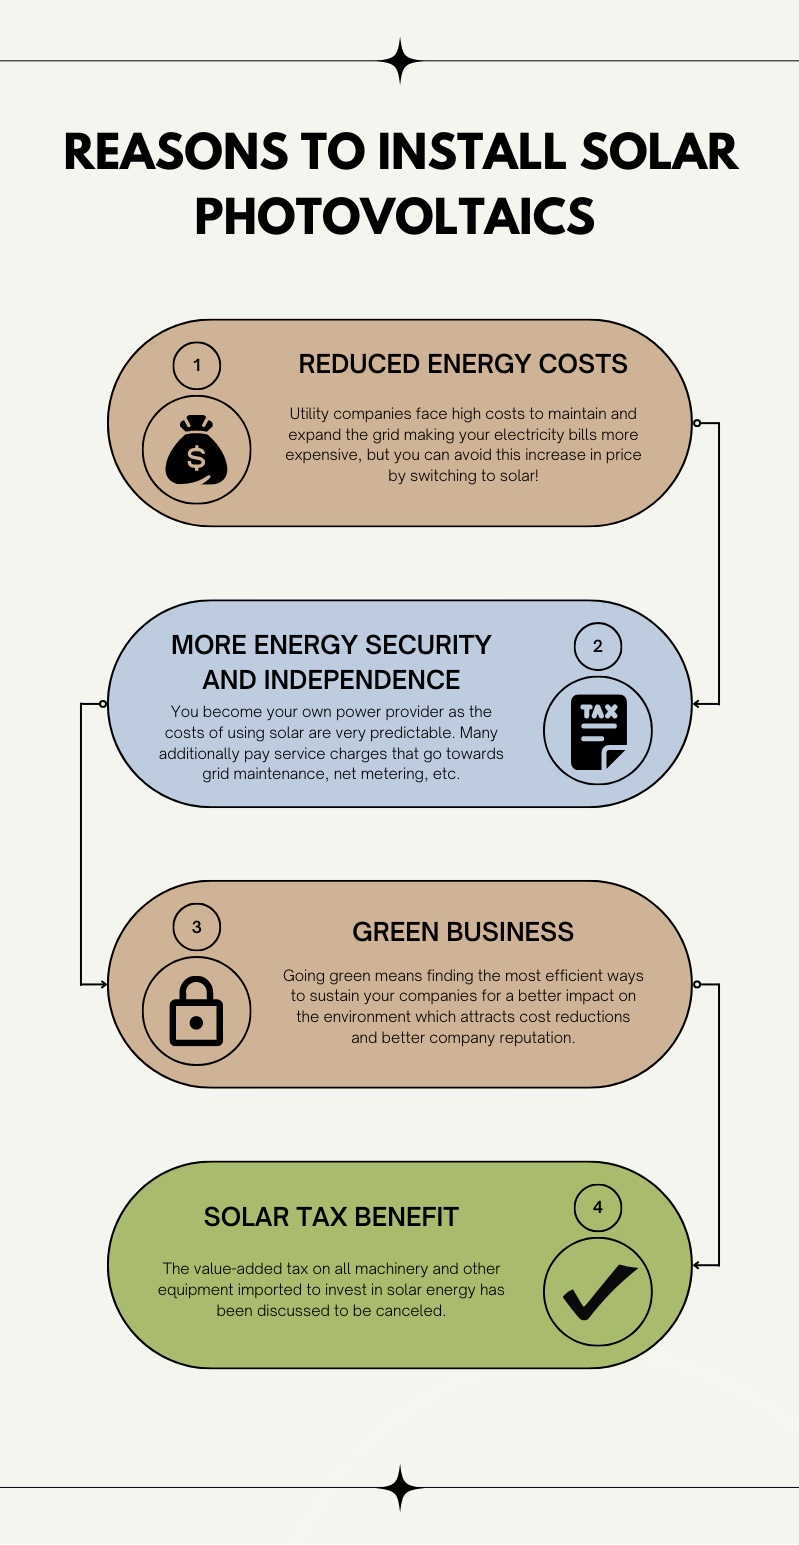 REASONS TO INSTALL SOLAR
PHOTOVOLTAICS
1
REDUCED ENERGY COSTS
$
Utility companies face high costs to maintain and
expand the grid making your electricity bills more
expensive, but you can avoid this increase in price
by switching to solar!
MORE ENERGY SECURITY
AND INDEPENDENCE
2
TAX
You become your own power provider as the
costs of using solar are very predictable. Many
additionally pay service charges that go towards
grid maintenance, net metering, etc.
3
GREEN BUSINESS
Going green means finding the most efficient ways
to sustain your companies for a better impact on
the environment which attracts cost reductions
and better company reputation.
SOLAR TAX BENEFIT
4
The value-added tax on all machinery and other
equipment imported to invest in solar energy has
been discussed to be canceled.